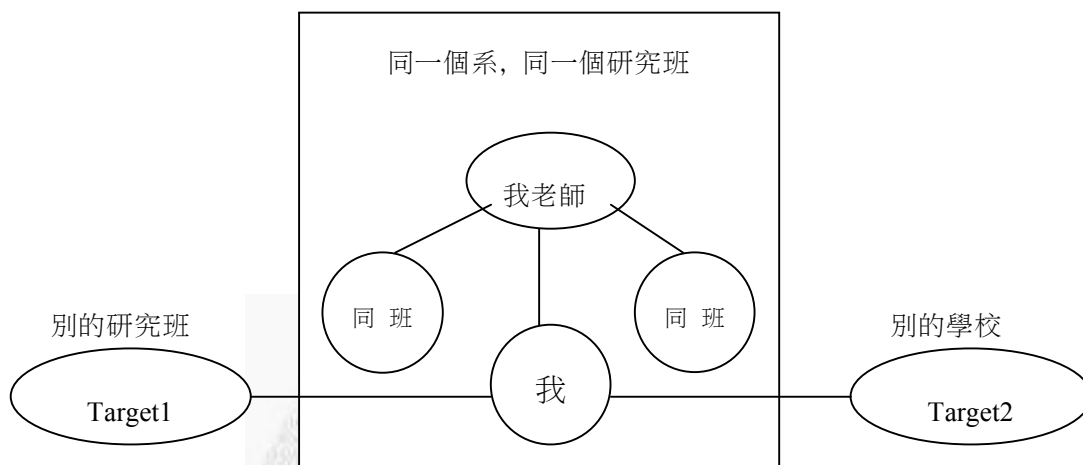 同一個系, 同一個研究班
我老師
同 班
同 班
別的研究班
別的學校
我
Target1
Target2